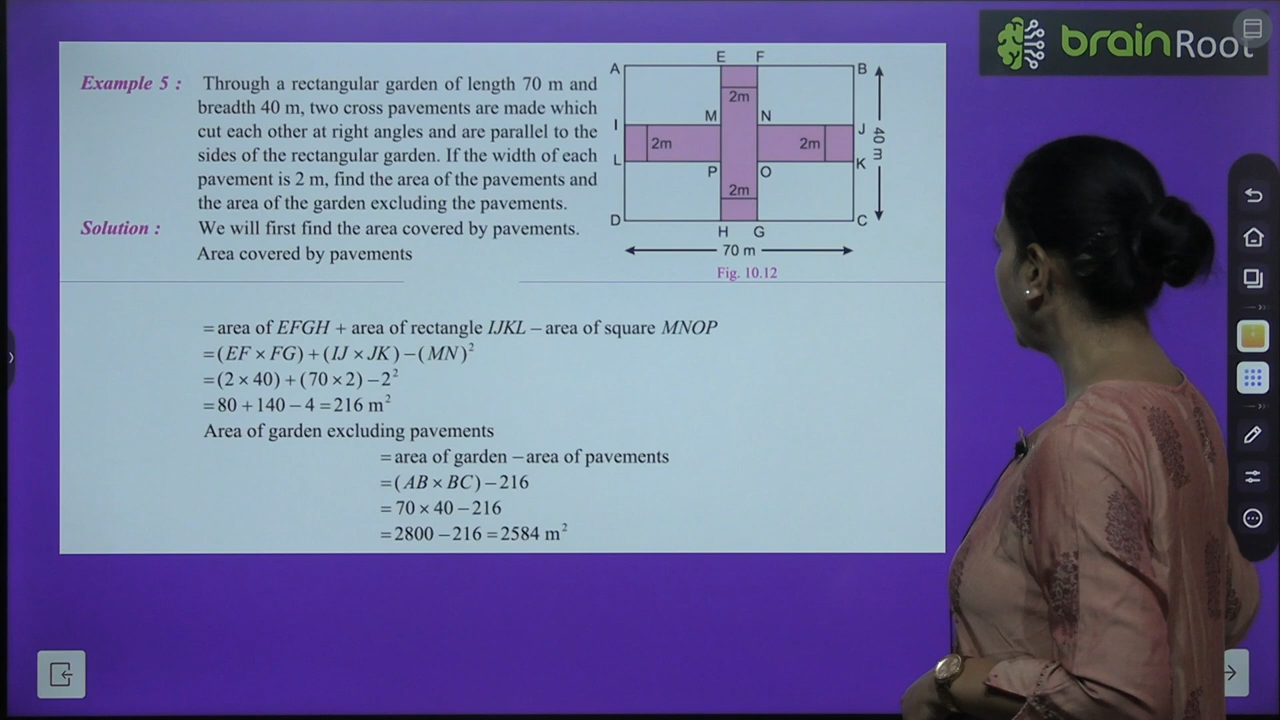 brainRoot
Example 5 : Through a rectangular garden of length 70 m and
breadth 40 m, two cross pavements are made which
cut each other at right angles and are parallel to the
sides of the rectangular garden. If the width of each
pavement is 2 m, find the area of the pavements and
the area of the garden excluding the pavements.
Solution : We will first find the area covered by pavements.
Area covered by pavements
E F
A B
2m
M N
I J
2m 2m 40 m
L K
P O
2m
D C
H G
70 m
Fig. 10.12
= area of EFGH + area of rectangle IJKL – area of square MNOP
= (EF × FG) + (IJ × JK) – (MN)²
= (2 × 40) + (70 × 2) – 2²
= 80 + 140 – 4 = 216 m²
Area of garden excluding pavements
= area of garden – area of pavements
= (AB × BC) – 216
= 70 × 40 – 216
= 2800 – 216 = 2584 m²